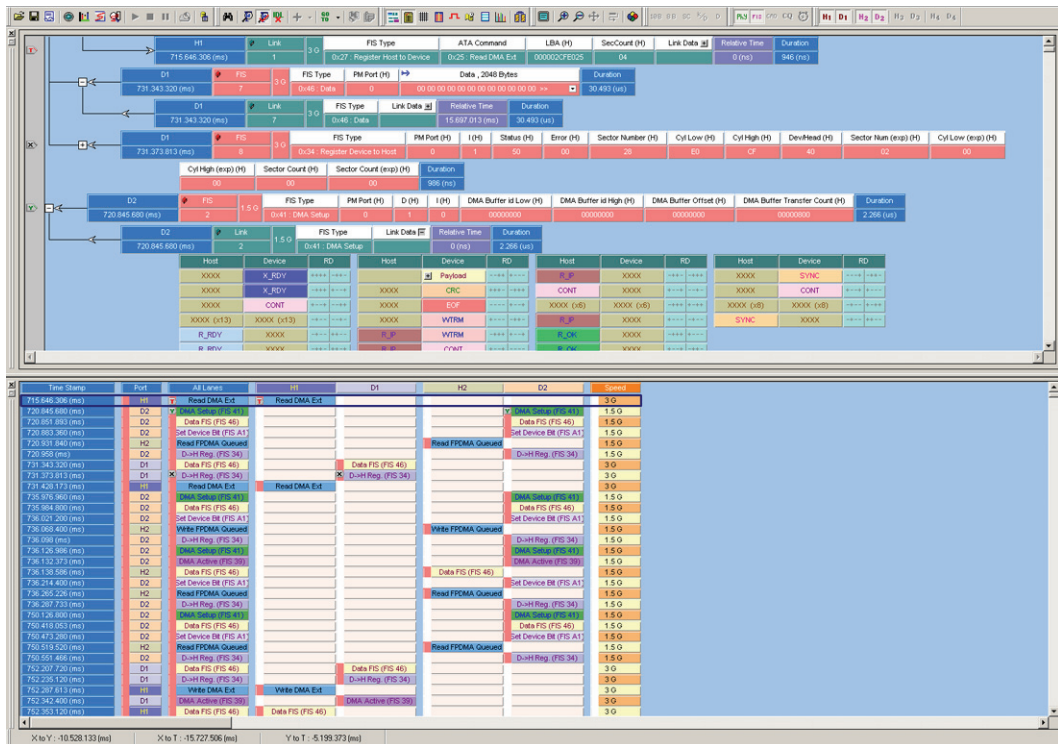 H1 D1 H2 D2 H3 D3 H4 D4
H1 Link 3 G FIS Type ATA Command LBA (H) SecCount (H) Link Data Relative Time Duration
715.646.306 (ms) 1 0x27 : Register Host to Device 0x25 : Read DMA Ext 000002CFE025 04 0 (ns) 946 (ns)
D1 FIS 3 G FIS Type PM Port (H) Data , 2048 Bytes Duration
731.343.320 (ms) 7 0x46 : Data 0 00 00 00 00 00 00 00 00 00 00 00 00 00 00 00 00 >> 30.493 (us)
D1 Link 3 G FIS Type Link Data Relative Time Duration
731.343.320 (ms) 7 0x46 : Data 15.697.013 (ms) 30.493 (us)
D1 FIS 3 G FIS Type PM Port (H) I (H) Status (H) Error (H) Sector Number (H) Cyl Low (H) Cyl High (H) Dev/Head (H) Sector Num (exp) (H) Cyl Low (exp) (H)
731.373.813 (ms) 8 0x34 : Register Device to Host 0 1 50 00 28 E0 CF 40 02 00
Cyl High (exp) (H) Sector Count (H) Sector Count (exp) (H) Duration
00 00 00 986 (ns)
D2 FIS 1.5 G FIS Type PM Port (H) D (H) I (H) DMA Buffer id Low (H) DMA Buffer id High (H) DMA Buffer Offset (H) DMA Buffer Transfer Count (H) Duration
720.845.680 (ms) 2 0x41 : DMA Setup 0 1 0 00000000 00000000 00000000 00000000 2.266 (us)
D2 Link 1.5 G FIS Type Link Data Relative Time Duration
720.845.680 (ms) 2 0x41 : DMA Setup 0 (ns) 2.266 (us)
Host Device RD Host Device RD Host Device RD Host Device RD
XXXX X_RDY Payload R_IP XXXX XXXX SYNC
XXXX X_RDY XXXX CRC CONT XXXX XXXX CONT
XXXX CONT XXXX EOF XXXX (x6) XXXX (x6) XXXX (x8) XXXX (x8)
XXXX (x13) XXXX (x13) XXXX WTRM R_IP XXXX SYNC XXXX
R_RDY XXXX R_IP WTRM R_OK XXXX
R_RDY XXXX R_IP CONT R_OK XXXX
Time Stamp Port All Lanes H1 D1 H2 D2 Speed
715.646.306 (ms) H1 Read DMA Ext Read DMA Ext 3 G
720.845.680 (ms) D2 DMA Setup (FIS 41) DMA Setup (FIS 41) 1.5 G
720.851.893 (ms) D2 Data FIS (FIS 46) Data FIS (FIS 46) 1.5 G
720.883.360 (ms) D2 Set Device Bit (FIS A1) Set Device Bit (FIS A1) 1.5 G
720.931.840 (ms) H2 Read FPDMA Queued Read FPDMA Queued 1.5 G
720.958 (ms) D2 D->H Reg. (FIS 34) D->H Reg. (FIS 34) 1.5 G
731.343.320 (ms) D1 Data FIS (FIS 46) Data FIS (FIS 46) 3 G
731.373.813 (ms) D1 D->H Reg. (FIS 34) D->H Reg. (FIS 34) 3 G
731.428.173 (ms) H1 Read DMA Ext Read DMA Ext 3 G
735.976.960 (ms) D2 DMA Setup (FIS 41) DMA Setup (FIS 41) 1.5 G
735.984.800 (ms) D2 Data FIS (FIS 46) Data FIS (FIS 46) 1.5 G
736.021.200 (ms) D2 Set Device Bit (FIS A1) Set Device Bit (FIS A1) 1.5 G
736.068.400 (ms) H2 Write FPDMA Queued Write FPDMA Queued 1.5 G
736.098 (ms) D2 D->H Reg. (FIS 34) D->H Reg. (FIS 34) 1.5 G
736.126.986 (ms) D2 DMA Setup (FIS 41) DMA Setup (FIS 41) 1.5 G
736.132.373 (ms) D2 DMA Active (FIS 39) DMA Active (FIS 39) 1.5 G
736.138.586 (ms) H2 Data FIS (FIS 46) Data FIS (FIS 46) 1.5 G
736.214.400 (ms) D2 Set Device Bit (FIS A1) Set Device Bit (FIS A1) 1.5 G
736.265.226 (ms) H2 Read FPDMA Queued Read FPDMA Queued 1.5 G
736.287.733 (ms) D2 D->H Reg. (FIS 34) D->H Reg. (FIS 34) 1.5 G
750.126.800 (ms) D2 DMA Setup (FIS 41) DMA Setup (FIS 41) 1.5 G
750.418.053 (ms) D2 Data FIS (FIS 46) Data FIS (FIS 46) 1.5 G
750.473.280 (ms) D2 Set Device Bit (FIS A1) Set Device Bit (FIS A1) 1.5 G
750.519.520 (ms) H2 Read FPDMA Queued Read FPDMA Queued 1.5 G
750.551.466 (ms) D2 D->H Reg. (FIS 34) D->H Reg. (FIS 34) 1.5 G
752.207.720 (ms) D1 Data FIS (FIS 46) Data FIS (FIS 46) 3 G
752.235.120 (ms) D1 D->H Reg. (FIS 34) D->H Reg. (FIS 34) 3 G
752.287.613 (ms) H1 Write DMA Ext Write DMA Ext 3 G
752.342.400 (ms) D1 DMA Active (FIS 39) DMA Active (FIS 39) 3 G
752.353.120 (ms) H1 Data FIS (FIS 46) Data FIS (FIS 46) 3 G
X to Y : -10.528.133 (ms) X to T : -15.727.506 (ms) Y to T : -5.199.373 (ms)